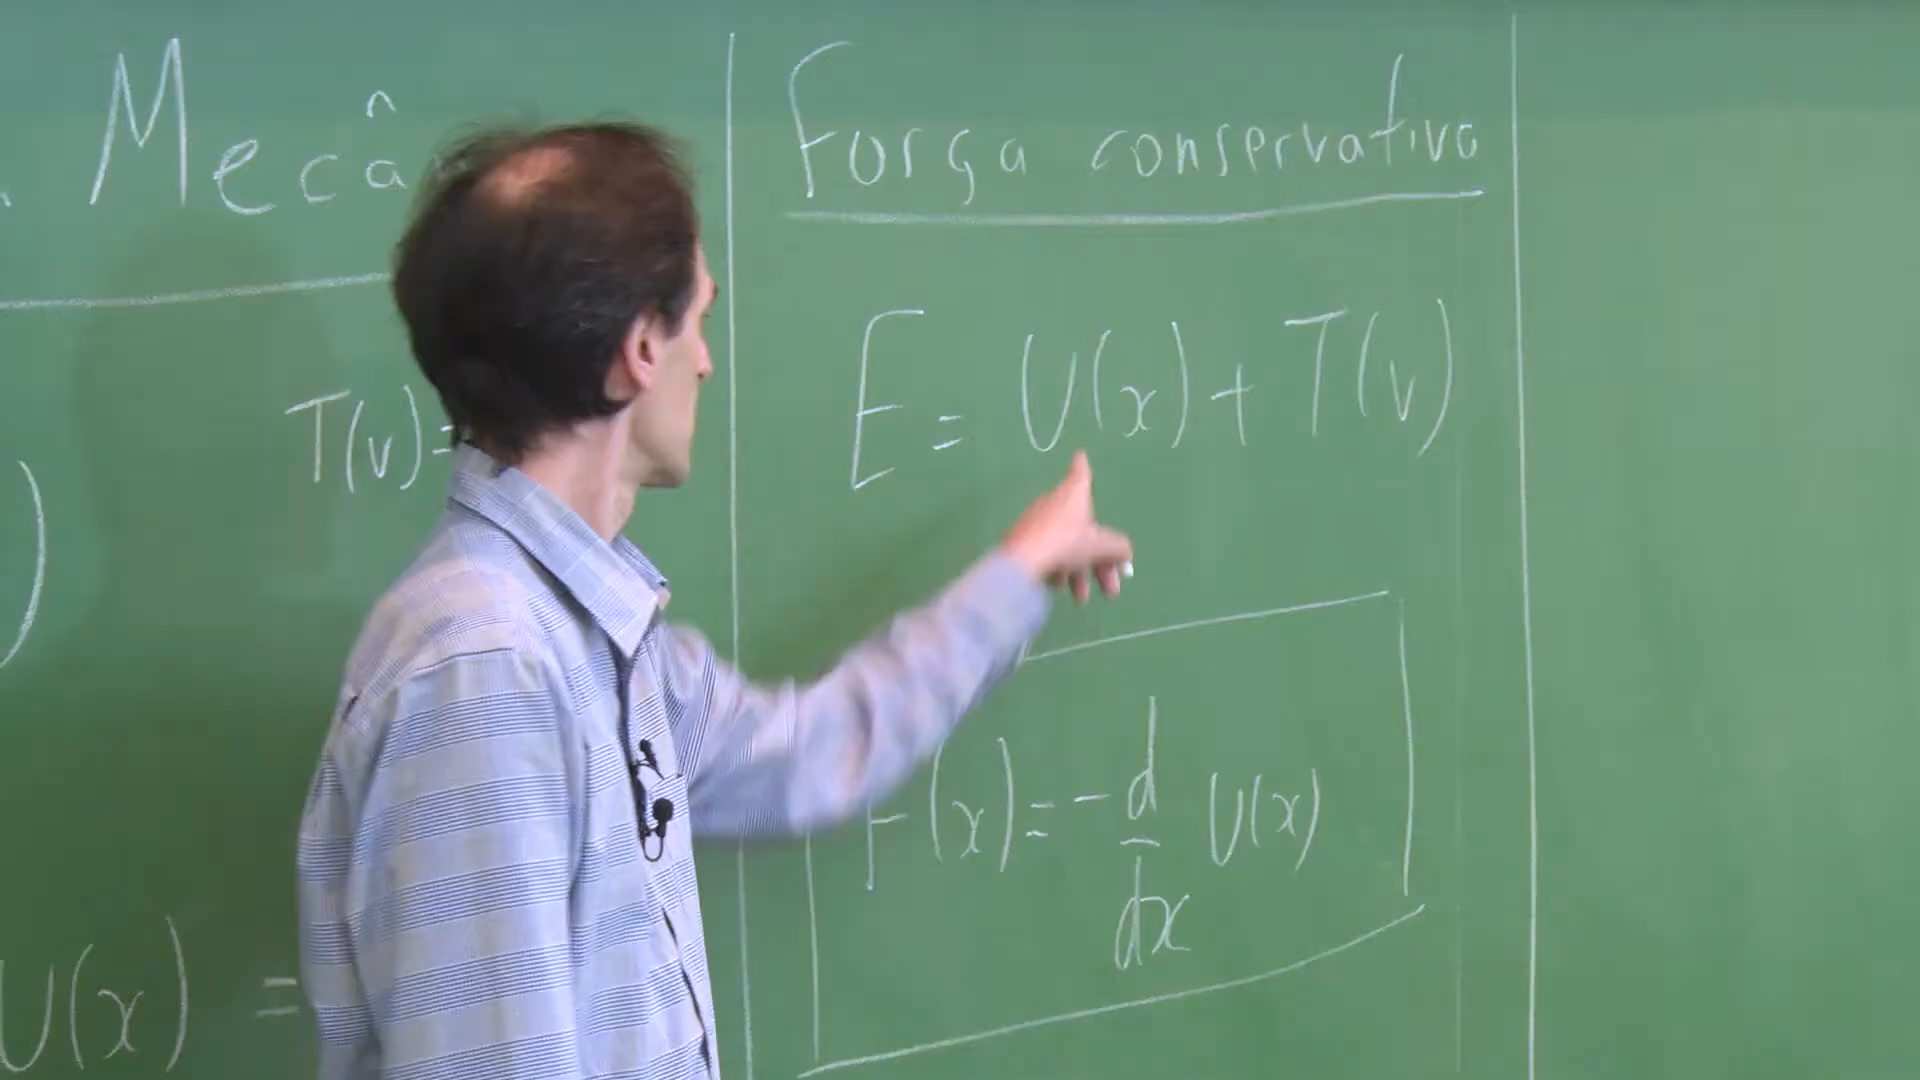 Mecâ
T(v)=
)
U(x) =
Força conservativa
E = U(x) + T(v)
F(x) = - d/dx U(x)